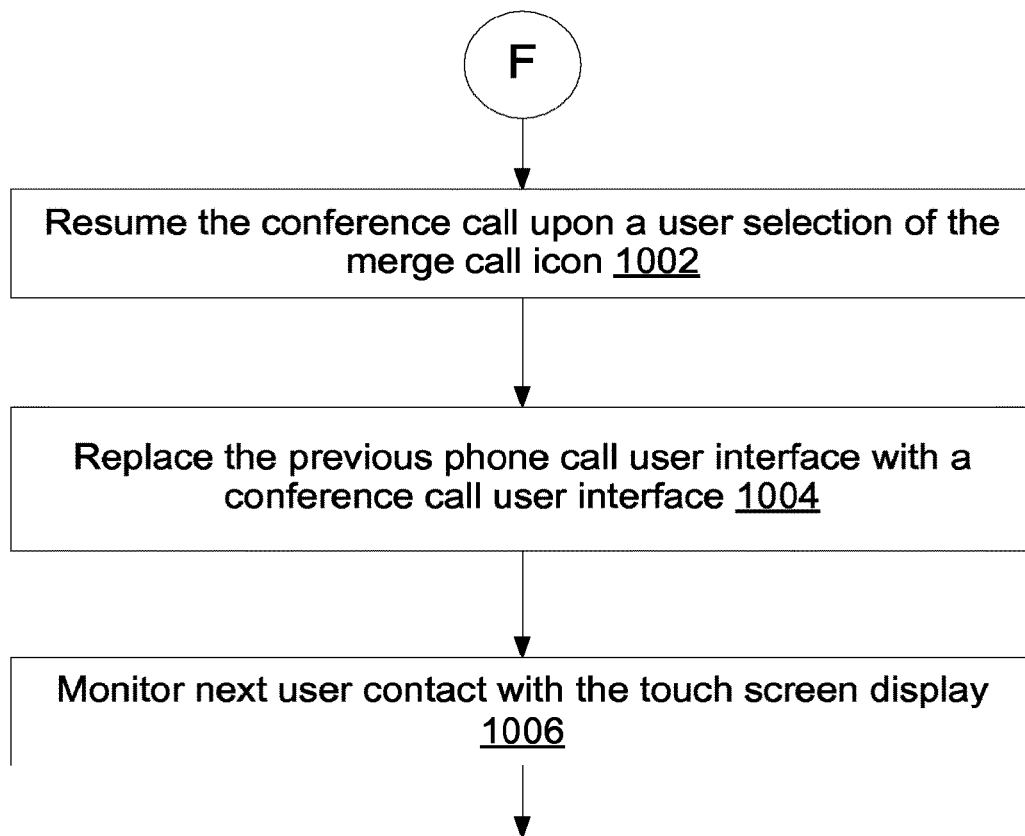 F
Resume the conference call upon a user selection of the
merge call icon 1002
Replace the previous phone call user interface with a
conference call user interface 1004
Monitor next user contact with the touch screen display
1006